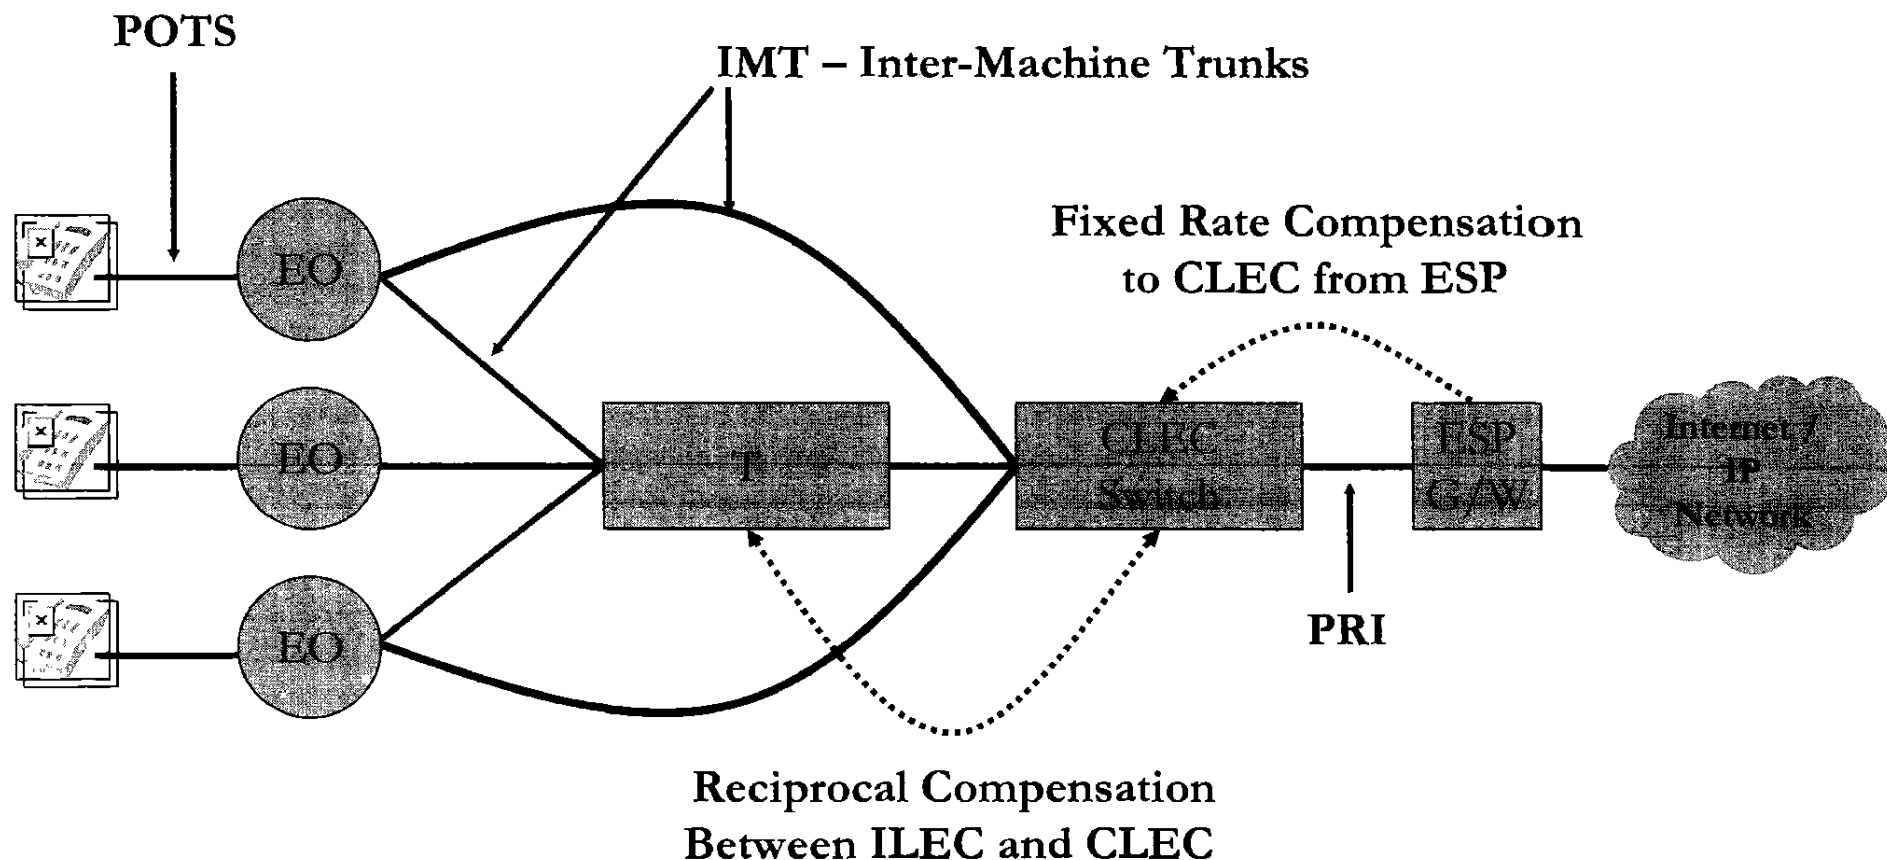 POTS
IMT – Inter-Machine Trunks
Fixed Rate Compensation
to CLEC from ESP
EO
EO
EO
T
CLEC
Switch
ESP
G/W
Internet /
IP
Network
PRI
Reciprocal Compensation
Between ILEC and CLEC